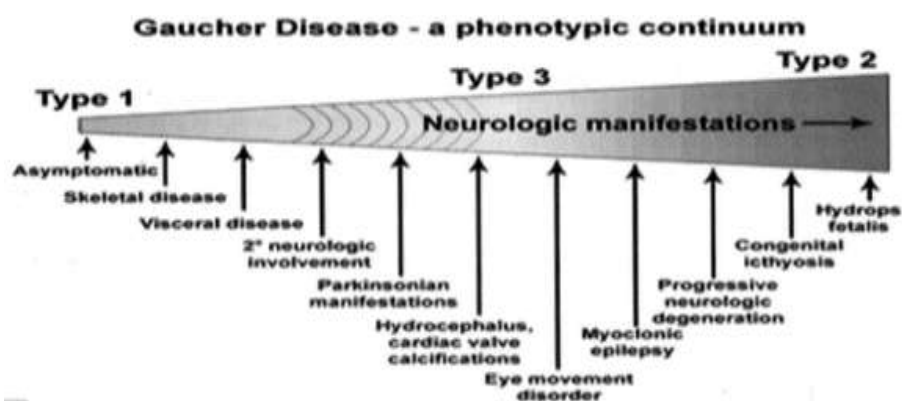 Gaucher Disease - a phenotypic continuum
Type 1
Type 3
Type 2
Neurologic manifestations
Asymptomatic
Skeletal disease
Visceral disease
2° neurologic
involvement
Parkinsonian
manifestations
Hydrocephalus,
cardiac valve
calcifications
Eye movement
disorder
Myoclonic
epilepsy
Progressive
neurologic
degeneration
Congenital
icthyosis
Hydrops
fetalis